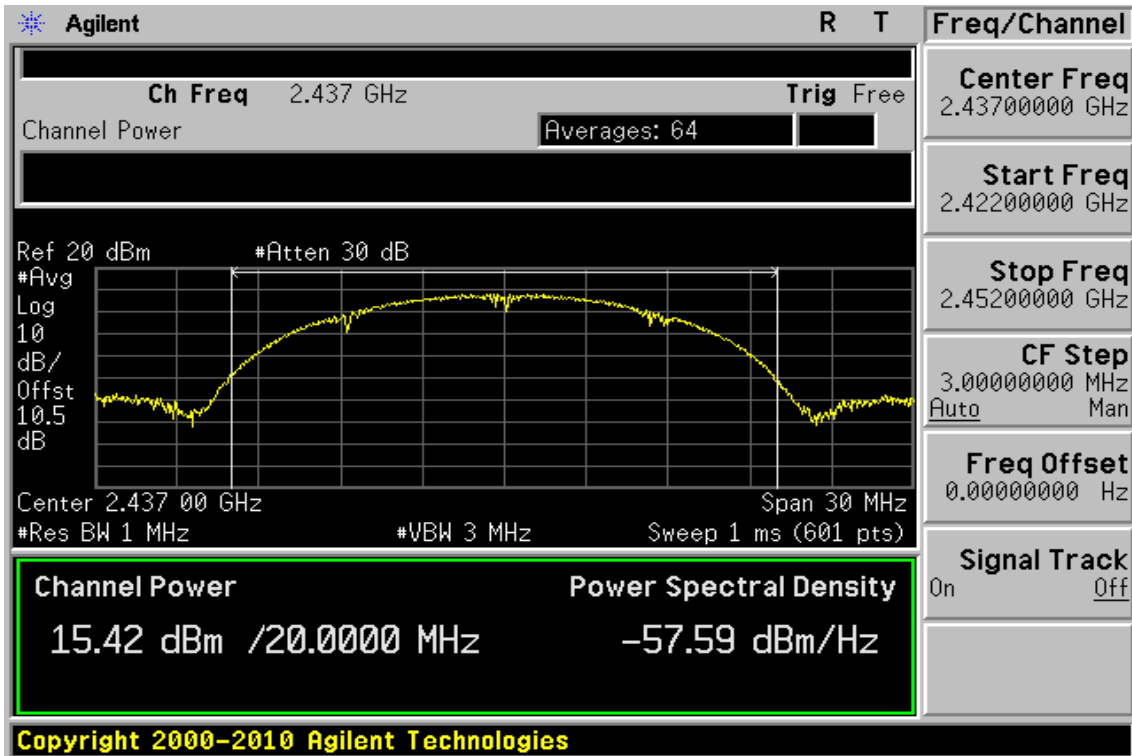 Agilent R T
Ch Freq 2.437 GHz Trig Free
Channel Power Averages: 64
Ref 20 dBm #Atten 30 dB
#Avg
Log
10
dB/
Offst
10.5
dB
Center 2.437 00 GHz Span 30 MHz
#Res BW 1 MHz #VBW 3 MHz Sweep 1 ms (601 pts)
Channel Power Power Spectral Density
15.42 dBm /20.0000 MHz -57.59 dBm/Hz
Copyright 2000-2010 Agilent Technologies
Freq/Channel
Center Freq
2.43700000 GHz
Start Freq
2.42200000 GHz
Stop Freq
2.45200000 GHz
CF Step
3.00000000 MHz
Auto Man
Freq Offset
0.00000000 Hz
Signal Track
On Off